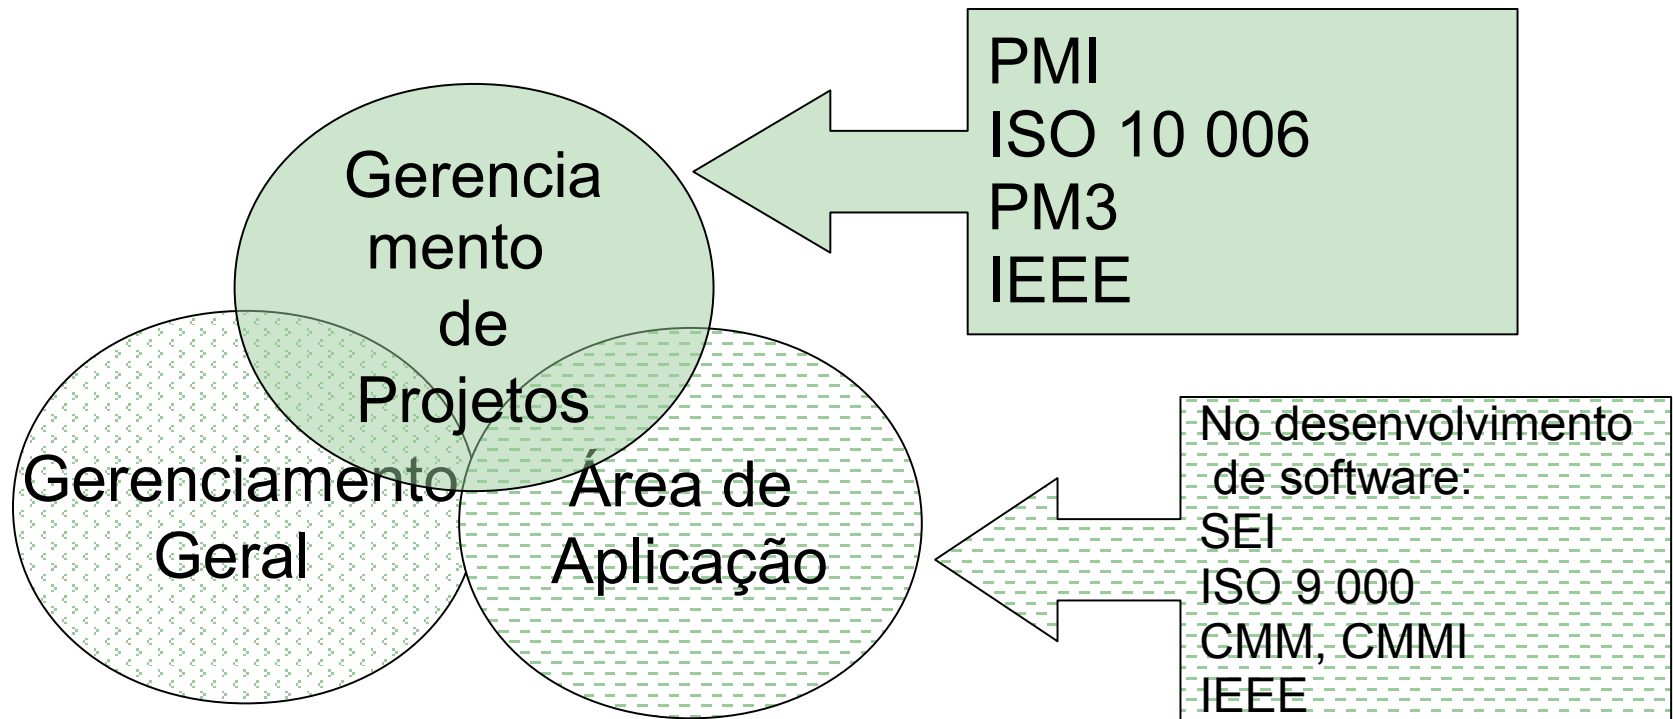 Gerencia
mento
de
Projetos
PMI
ISO 10 006
PM3
IEEE
Gerenciamento
Geral
Área de
Aplicação
No desenvolvimento
de software:
SEI
ISO 9 000
CMM, CMMI
IEEE